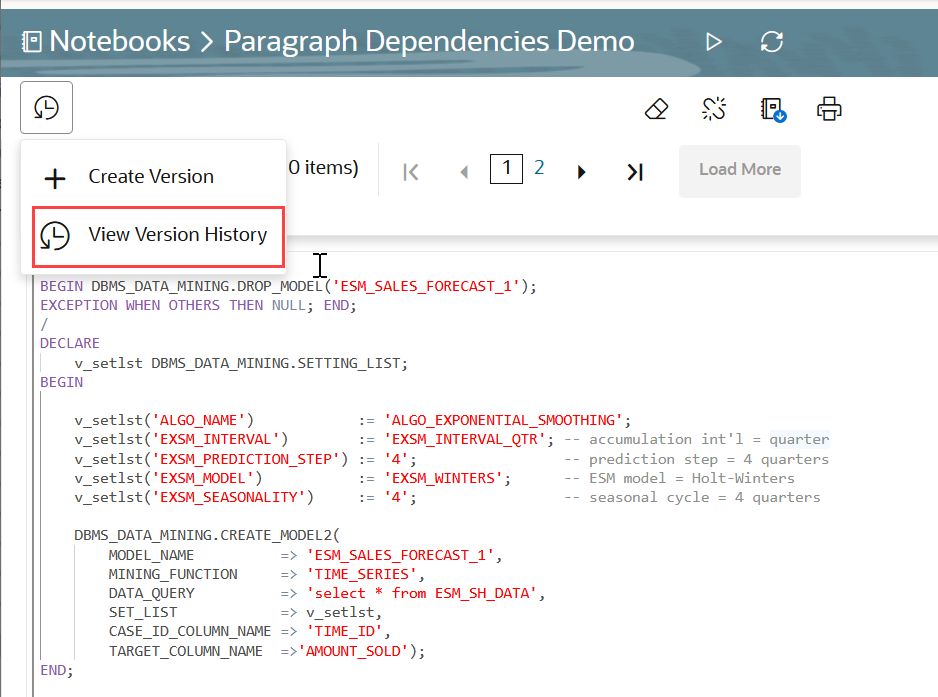 Notebooks > Paragraph Dependencies Demo
Create Version
0 items)
1 2
Load More
View Version History
BEGIN DBMS_DATA_MINING.DROP_MODEL('ESM_SALES_FORECAST_1');
EXCEPTION WHEN OTHERS THEN NULL; END;
/
DECLARE
v_setlst DBMS_DATA_MINING.SETTING_LIST;
BEGIN
v_setlst('ALGO_NAME') := 'ALGO_EXPONENTIAL_SMOOTHING';
v_setlst('EXSM_INTERVAL') := 'EXSM_INTERVAL_QTR'; -- accumulation int'l = quarter
v_setlst('EXSM_PREDICTION_STEP') := '4'; -- prediction step = 4 quarters
v_setlst('EXSM_MODEL') := 'EXSM_WINTERS'; -- ESM model = Holt-Winters
v_setlst('EXSM_SEASONALITY') := '4'; -- seasonal cycle = 4 quarters
DBMS_DATA_MINING.CREATE_MODEL2(
MODEL_NAME => 'ESM_SALES_FORECAST_1',
MINING_FUNCTION => 'TIME_SERIES',
DATA_QUERY => 'select * from ESM_SH_DATA',
SET_LIST => v_setlst,
CASE_ID_COLUMN_NAME => 'TIME_ID',
TARGET_COLUMN_NAME =>'AMOUNT_SOLD');
END;